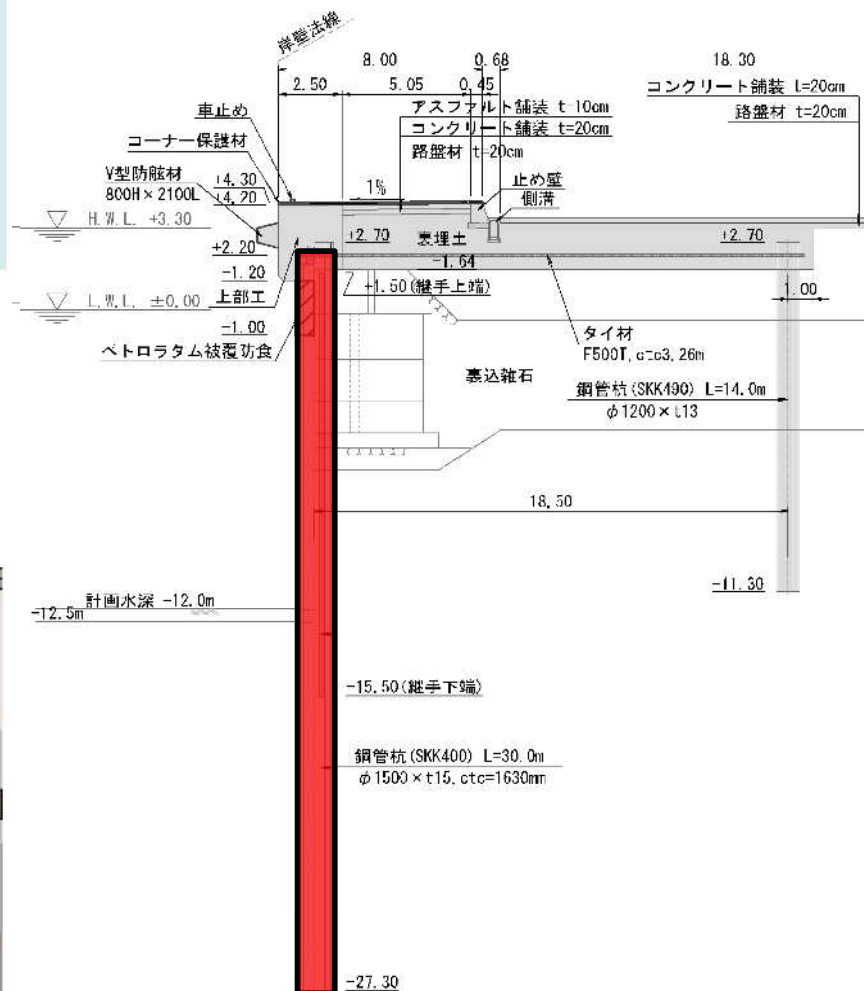 岸壁法線
8.00
0.68
18.30
2.50
5.05
0.45
コンクリート舗装 t=20cm
路盤材 t=20cm
車止め
アスファルト舗装 t-10cm
コンクリート舗装 t=20cm
路盤材 t=20cm
コーナー保護材
V型防舷材
800H×2100L
+4.30
+4.20
1%
止め壁
側溝
H.W.L. +3.30
+2.70
裏埋土
+2.70
+2.20
-1.64
-1.20
+1.50(継手上端)
1.00
L.W.L. ±0.00
上部工
-1.00
タイ材
F500T, ctc3,26m
ペトロラタム被覆防食
裏込雑石
鋼管杭(SKK490) L=14.0m
φ1200×t13
18.50
-11.30
計画水深 -12.0m
-12.5m
-15.50(継手下端)
鋼管杭(SKK400) L=30.0m
φ1500×t15, ctc=1630mm
-27.30